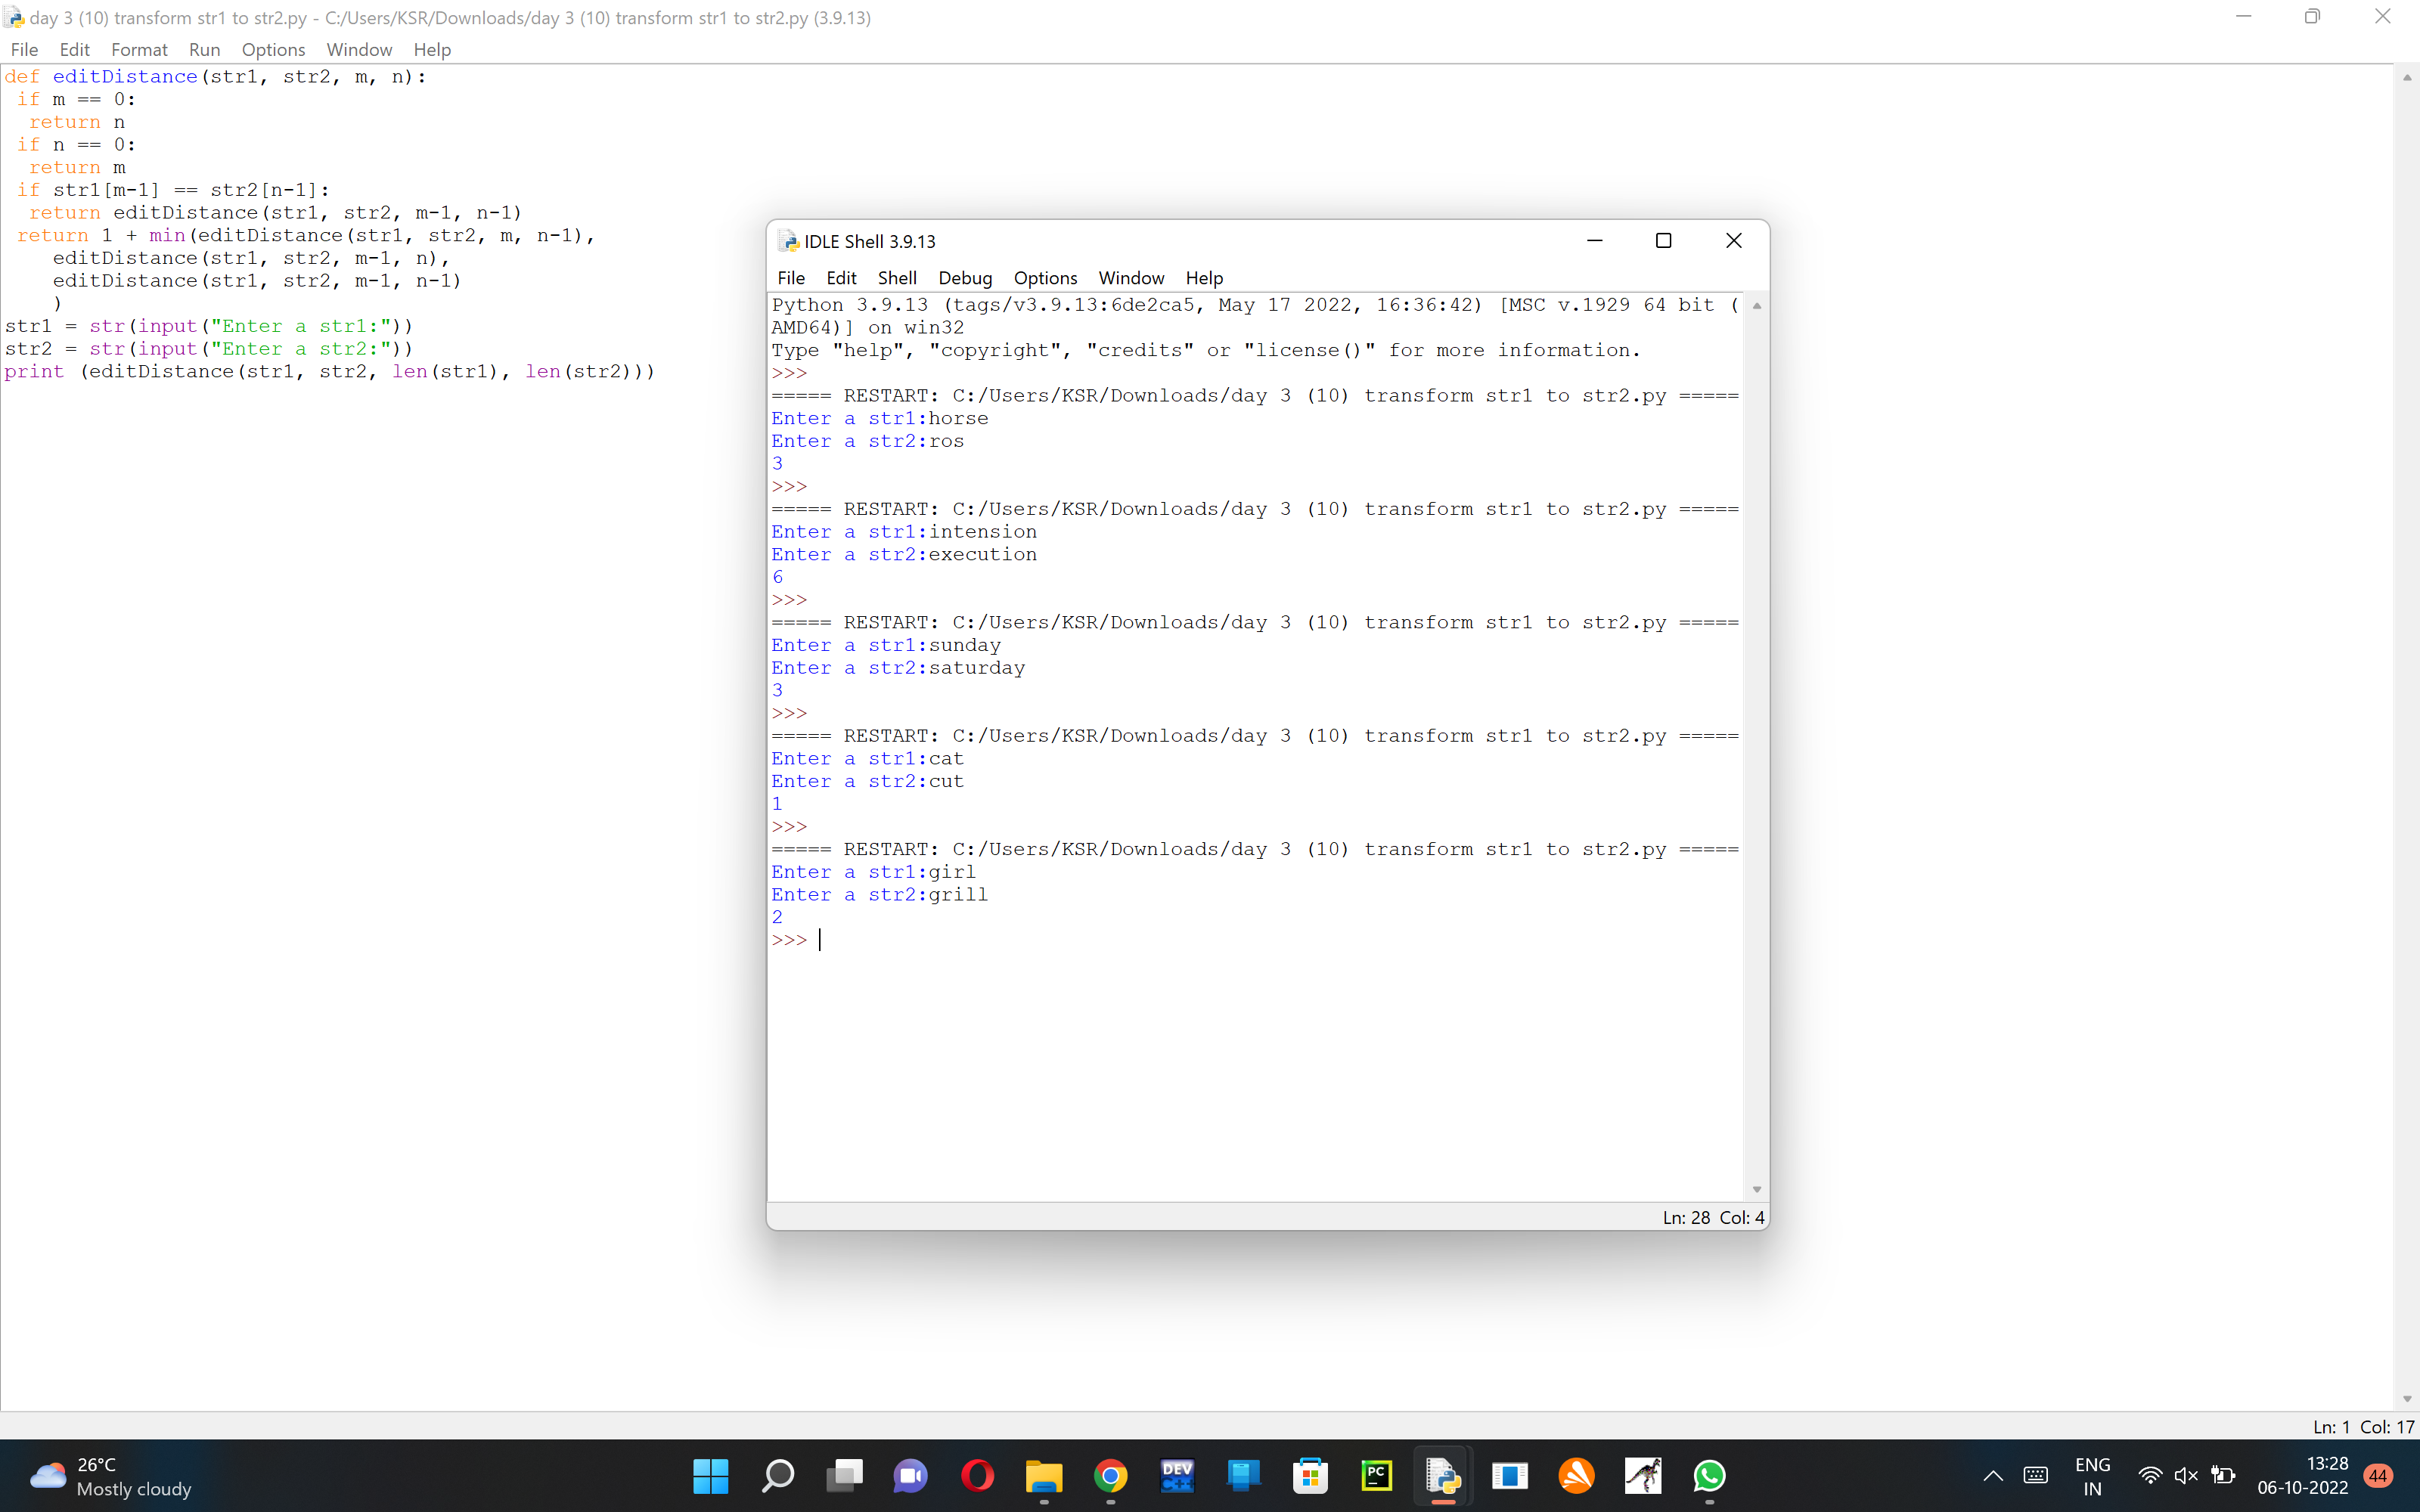 day 3 (10) transform str1 to str2.py - C:/Users/KSR/Downloads/day 3 (10) transform str1 to str2.py (3.9.13)
File Edit Format Run Options Window Help
def editDistance(str1, str2, m, n):
 if m == 0:
  return n
 if n == 0:
  return m
 if str1[m-1] == str2[n-1]:
  return editDistance(str1, str2, m-1, n-1)
 return 1 + min(editDistance(str1, str2, m, n-1),
    editDistance(str1, str2, m-1, n),
    editDistance(str1, str2, m-1, n-1)
    )
str1 = str(input("Enter a str1:"))
str2 = str(input("Enter a str2:"))
print (editDistance(str1, str2, len(str1), len(str2)))
IDLE Shell 3.9.13
File Edit Shell Debug Options Window Help
Python 3.9.13 (tags/v3.9.13:6de2ca5, May 17 2022, 16:36:42) [MSC v.1929 64 bit (
AMD64)] on win32
Type "help", "copyright", "credits" or "license()" for more information.
>>>
===== RESTART: C:/Users/KSR/Downloads/day 3 (10) transform str1 to str2.py =====
Enter a str1:horse
Enter a str2:ros
3
>>>
===== RESTART: C:/Users/KSR/Downloads/day 3 (10) transform str1 to str2.py =====
Enter a str1:intension
Enter a str2:execution
6
>>>
===== RESTART: C:/Users/KSR/Downloads/day 3 (10) transform str1 to str2.py =====
Enter a str1:sunday
Enter a str2:saturday
3
>>>
===== RESTART: C:/Users/KSR/Downloads/day 3 (10) transform str1 to str2.py =====
Enter a str1:cat
Enter a str2:cut
1
>>>
===== RESTART: C:/Users/KSR/Downloads/day 3 (10) transform str1 to str2.py =====
Enter a str1:girl
Enter a str2:grill
2
>>>
Ln: 28 Col: 4
Ln: 1 Col: 17
26°C
Mostly cloudy
DEV
C++
PC
ENG
IN
13:28
06-10-2022
44